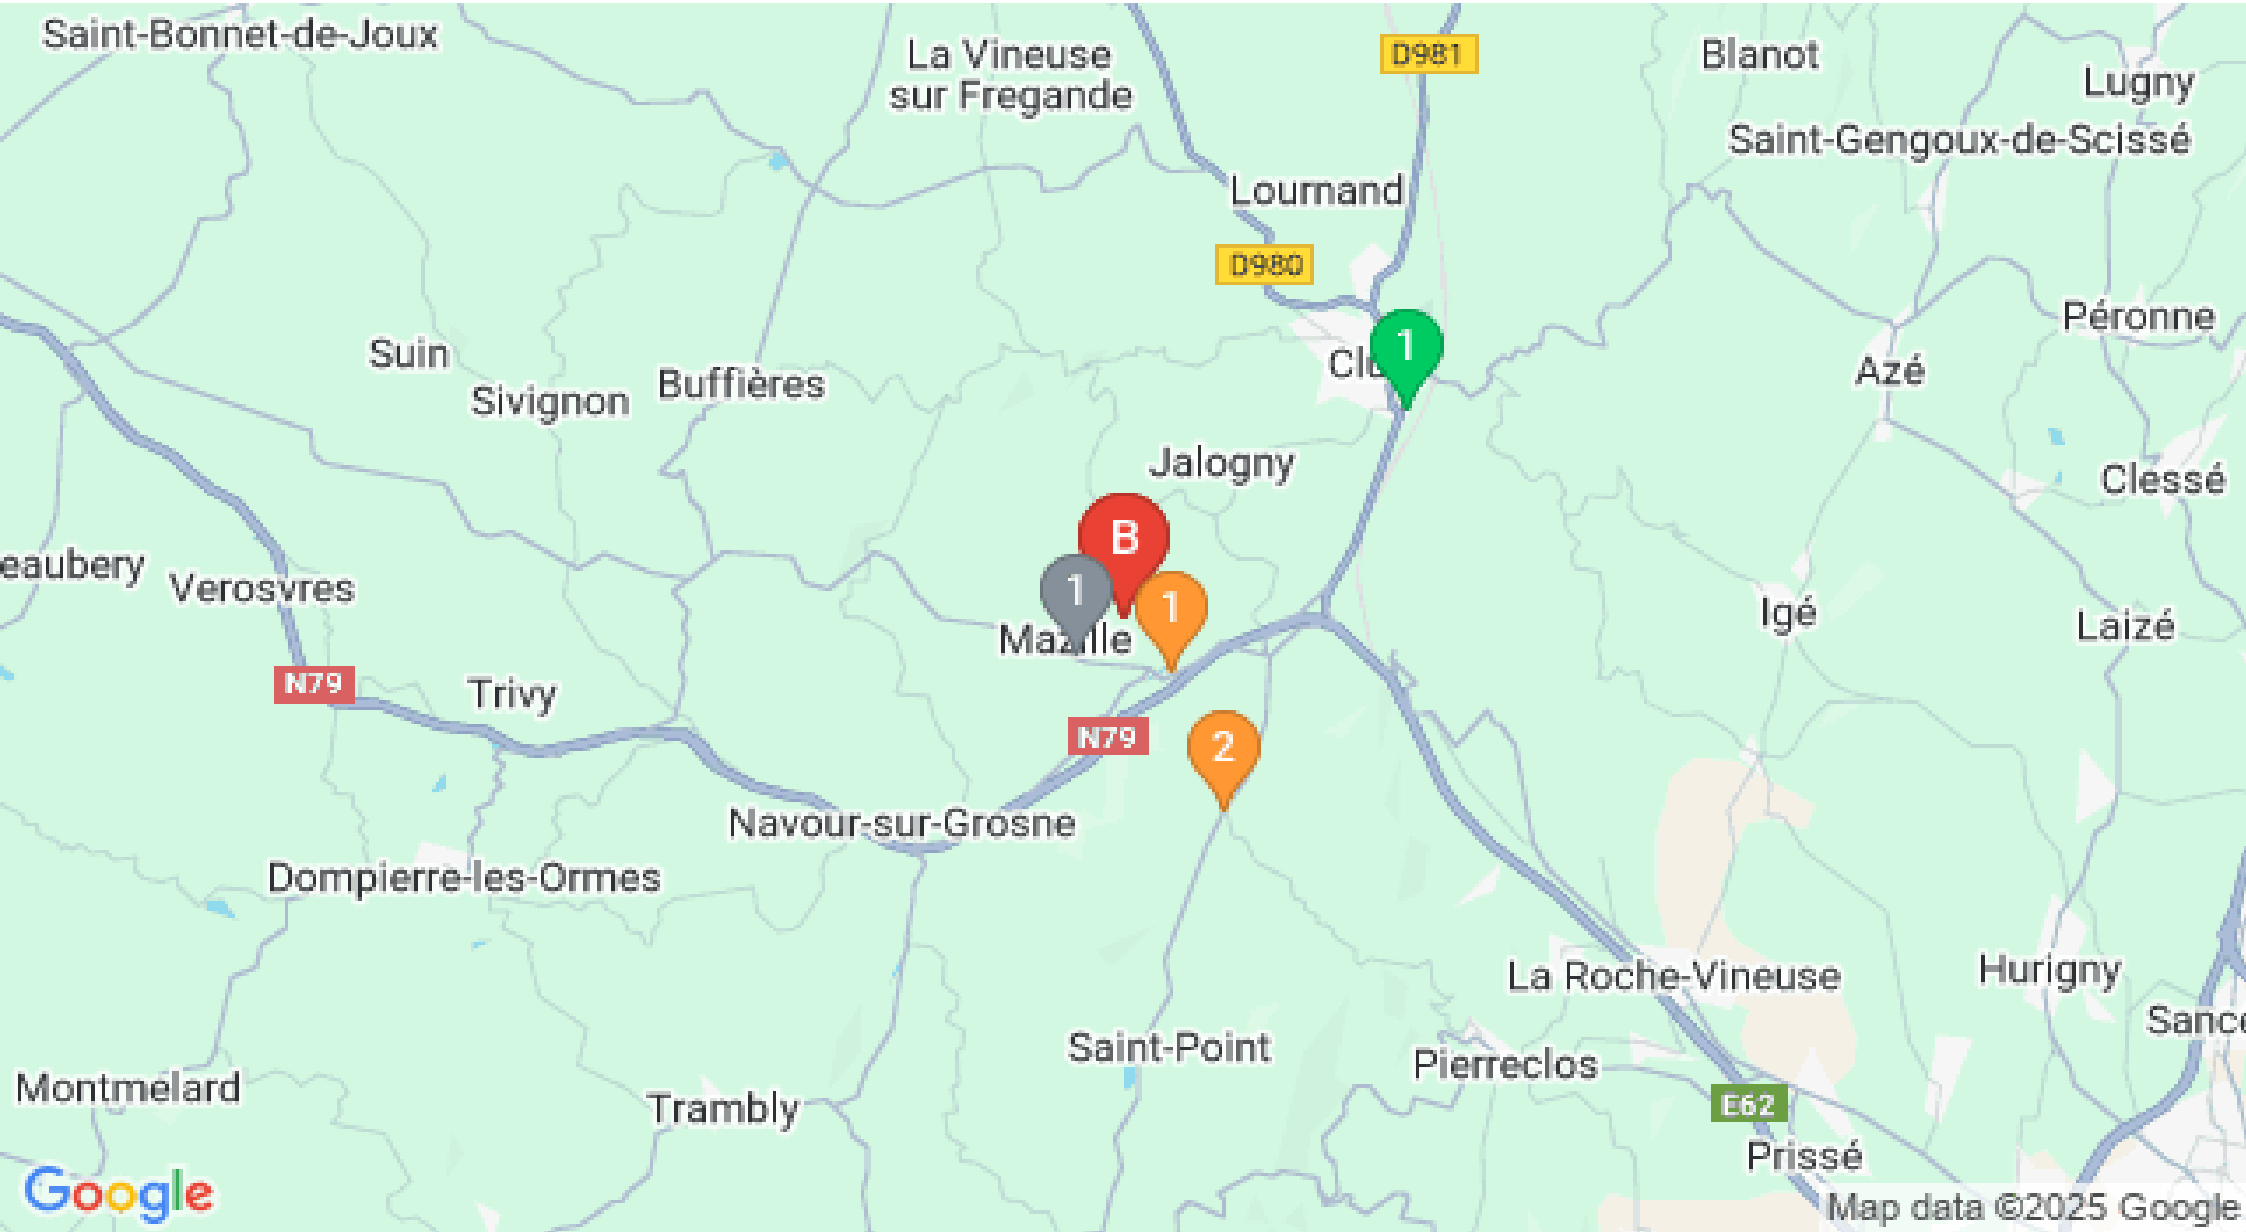 Saint-Bonnet-de-Joux
La Vineuse
sur Fregande
D981
Blanot
Lugny
Saint-Gengoux-de-Scissé
Lournand
D980
Péronne
Suin
Sivignon
Buffières
1
Azé
Jalogny
Clessé
B
eaubery
Verosvres
1
1
Mazille
Igé
Laizé
N79
Trivy
N79
2
Navour-sur-Grosne
Dompierre-les-Ormes
La Roche-Vineuse
Hurigny
Sance
Saint-Point
Pierreclos
Montmelard
Trambly
E62
Prissé
Google
Map data ©2025 Google